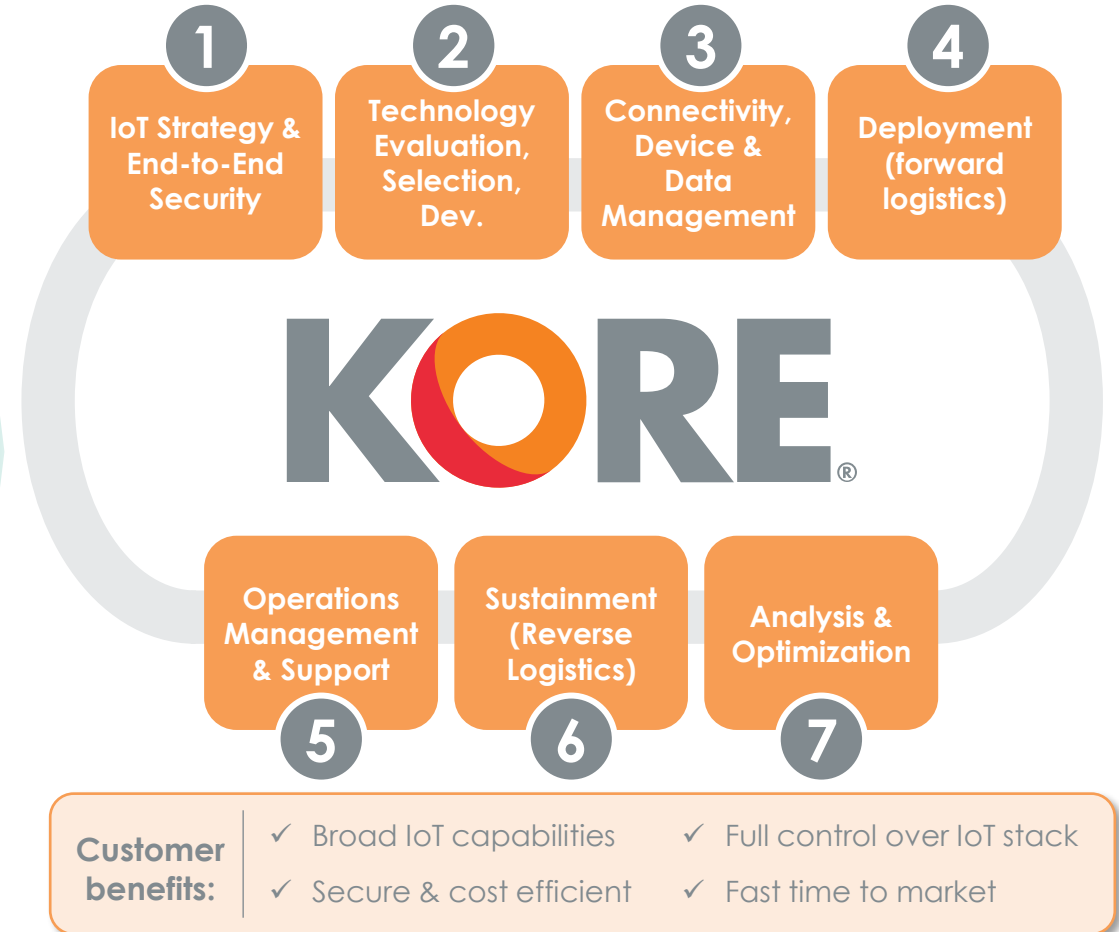 1
IoT Strategy &
End-to-End
Security
2
Technology
Evaluation,
Selection,
Dev.
3
Connectivity,
Device &
Data
Management
4
Deployment
(forward
logistics)
KORE®
Operations
Management
& Support
5
Sustainment
(Reverse
Logistics)
6
Analysis &
Optimization
7
Customer
benefits:
✓ Broad IoT capabilities
✓ Secure & cost efficient
✓ Full control over IoT stack
✓ Fast time to market